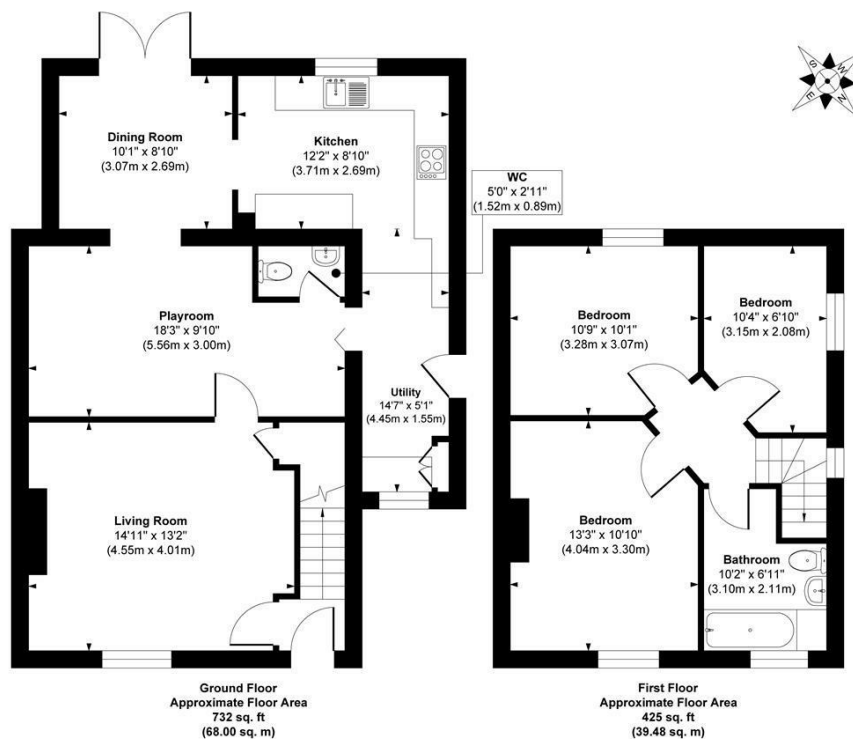 Dining Room
10'1" x 8'10"
(3.07m x 2.69m)
Kitchen
12'2" x 8'10"
(3.71m x 2.69m)
WC
5'0" x 2'11"
(1.52m x 0.89m)
Playroom
18'3" x 9'10"
(5.56m x 3.00m)
Utility
14'7" x 5'1"
(4.45m x 1.55m)
Living Room
14'11" x 13'2"
(4.55m x 4.01m)
Ground Floor
Approximate Floor Area
732 sq. ft
(68.00 sq. m)
S
W
E
N
Bedroom
10'9" x 10'1"
(3.28m x 3.07m)
Bedroom
10'4" x 6'10"
(3.15m x 2.08m)
Bedroom
13'3" x 10'10"
(4.04m x 3.30m)
Bathroom
10'2" x 6'11"
(3.10m x 2.11m)
First Floor
Approximate Floor Area
425 sq. ft
(39.48 sq. m)